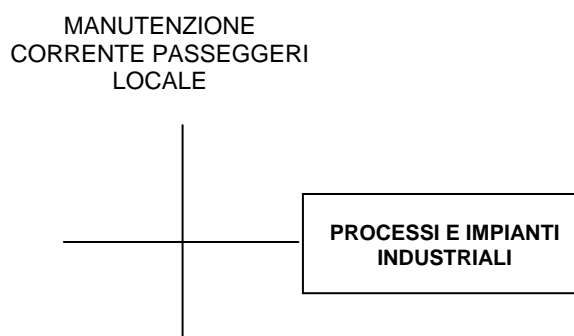 MANUTENZIONE
CORRENTE PASSEGGERI
LOCALE
PROCESSI E IMPIANTI
INDUSTRIALI